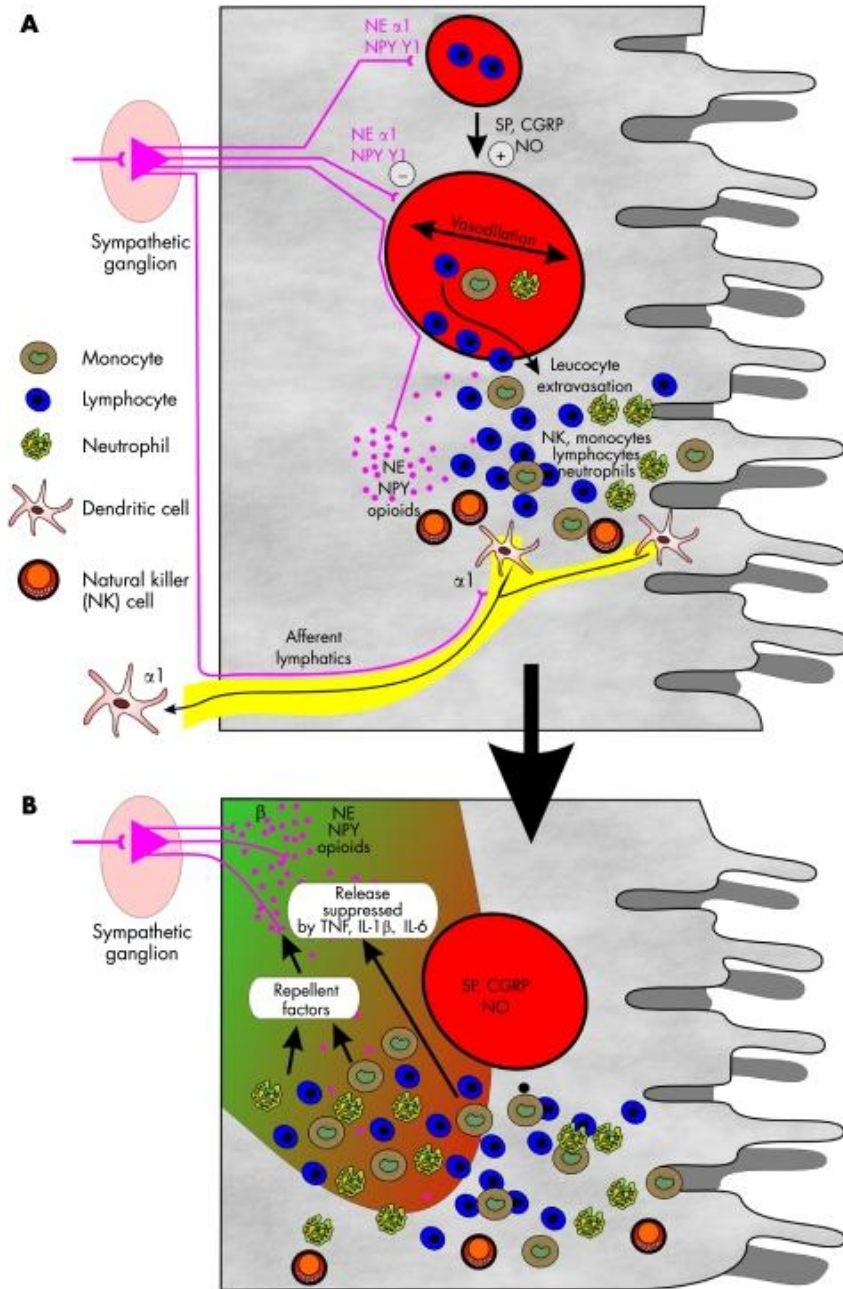 A
NE α1
NPY Y1
SP, CGRP
NO
+
NE α1
NPY Y1
−
Sympathetic
ganglion
Vasodilation
Monocyte
Lymphocyte
Neutrophil
Dendritic cell
Natural killer
(NK) cell
Leucocyte
extravasation
NK, monocytes
lymphocytes
neutrophils
NE
NPY
opioids
α1
Afferent
lymphatics
α1
B
β
NE
NPY
opioids
Sympathetic
ganglion
Release
suppressed
by TNF, IL-1β, IL-6
Repellent
factors
SP, CGRP
NO